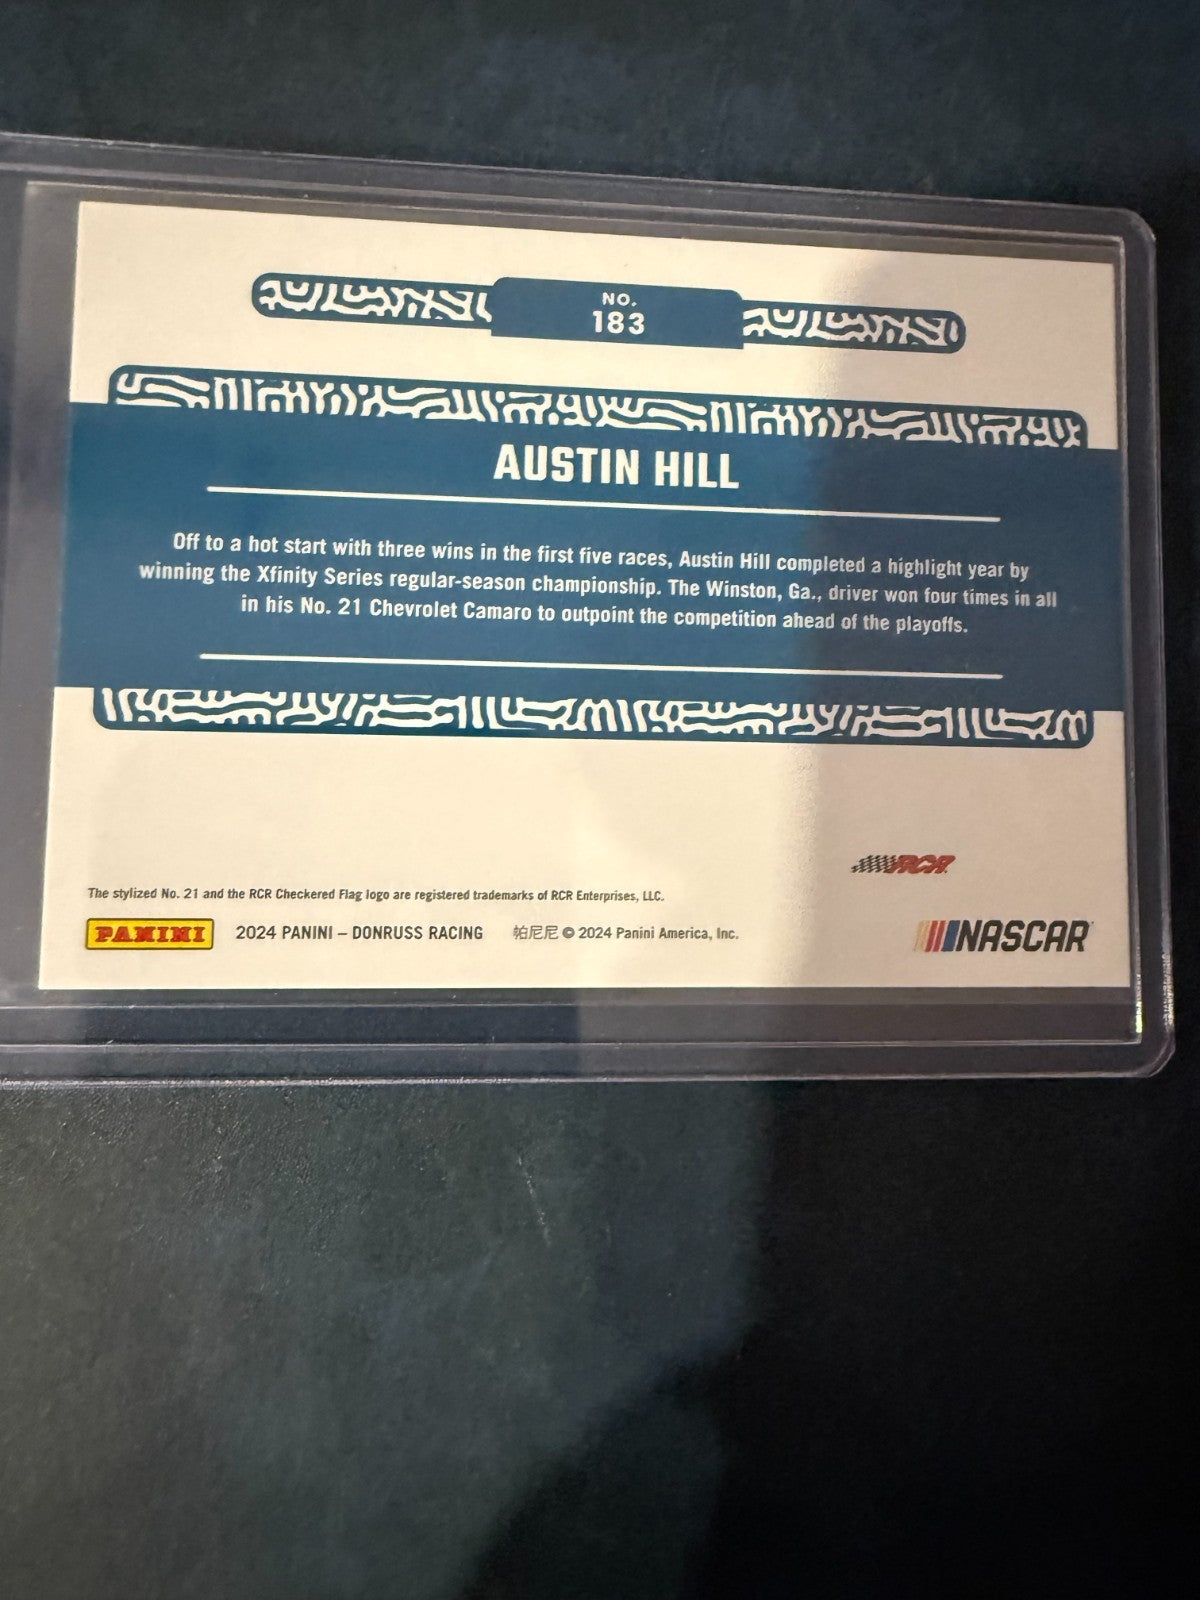 NO.
183
AUSTIN HILL
Off to a hot start with three wins in the first five races, Austin Hill completed a highlight year by
winning the Xfinity Series regular-season championship. The Winston, Ga., driver won four times in all
in his No. 21 Chevrolet Camaro to outpoint the competition ahead of the playoffs.
RCR
The stylized No. 21 and the RCR Checkered Flag logo are registered trademarks of RCR Enterprises, LLC.
PANINI 2024 PANINI – DONRUSS RACING 帕尼尼 © 2024 Panini America, Inc. NASCAR